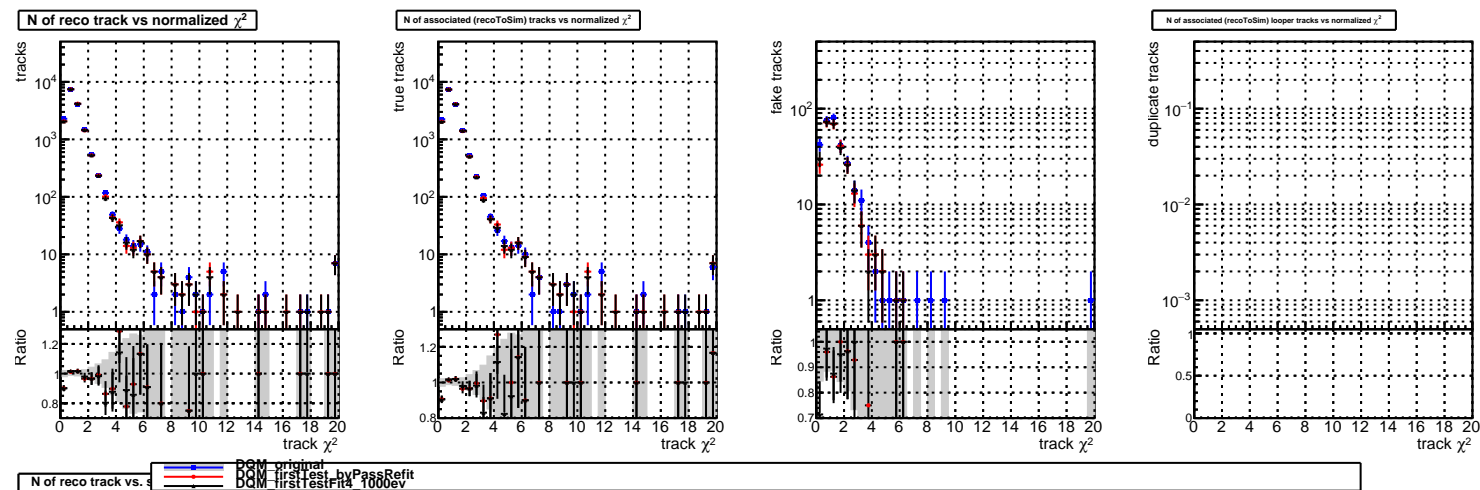 N of reco track vs normalized χ²
N of associated (recoToSim) tracks vs normalized χ²
N of associated (recoToSim) looper tracks vs normalized χ²
tracks
10⁴
10³
10²
10
1
Ratio
1.2
1
0.8
0 2 4 6 8 10 12 14 16 18 20
track χ²
true tracks
10⁴
10³
10²
10
1
Ratio
1.2
1
0.8
0 2 4 6 8 10 12 14 16 18 20
track χ²
fake tracks
10²
10
1
Ratio
1
0.9
0.8
0.7
0 2 4 6 8 10 12 14 16 18 20
track χ²
duplicate tracks
10⁻¹
10⁻²
10⁻³
Ratio
1
0.5
0
0 2 4 6 8 10 12 14 16 18 20
track χ²
N of reco track vs. s
DQM_original
DQM_firstTest_byPassRefit
DQM_firstTestFit4_1000ev